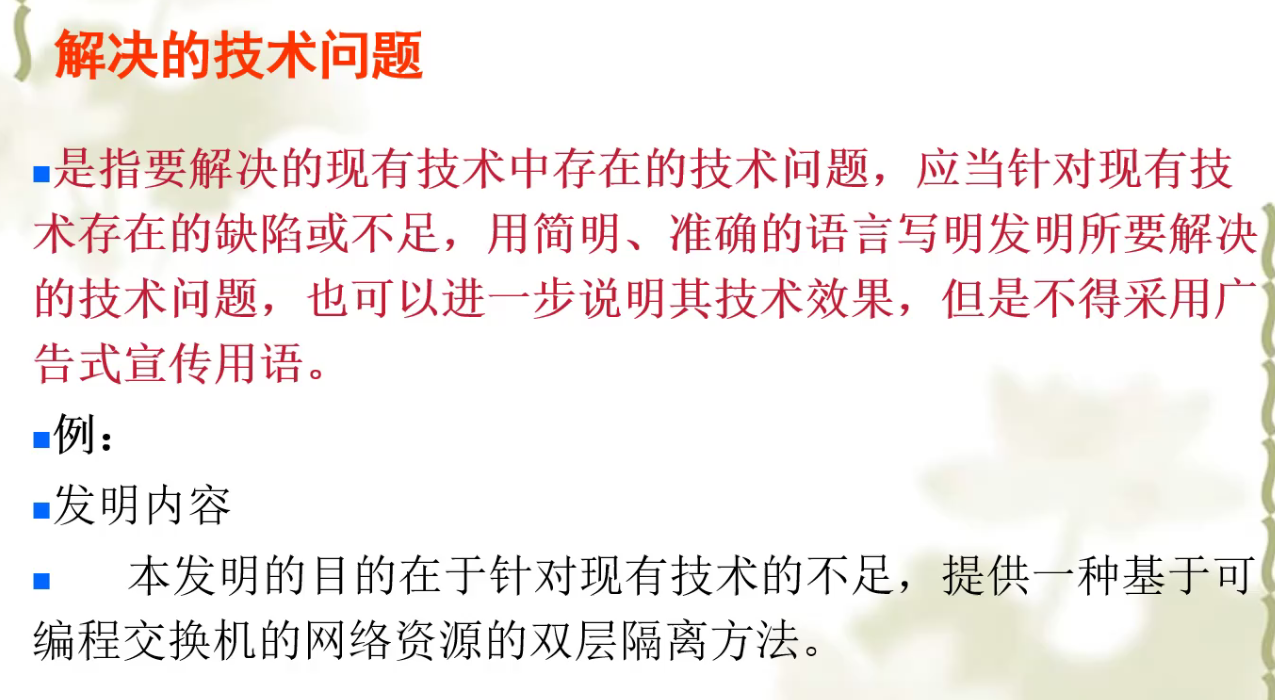 解决的技术问题
■是指要解决的现有技术中存在的技术问题，应当针对现有技
术存在的缺陷或不足，用简明、准确的语言写明发明所要解决
的技术问题，也可以进一步说明其技术效果，但是不得采用广
告式宣传用语。
■例：
■发明内容
■ 本发明的目的在于针对现有技术的不足，提供一种基于可
编程交换机的网络资源的双层隔离方法。